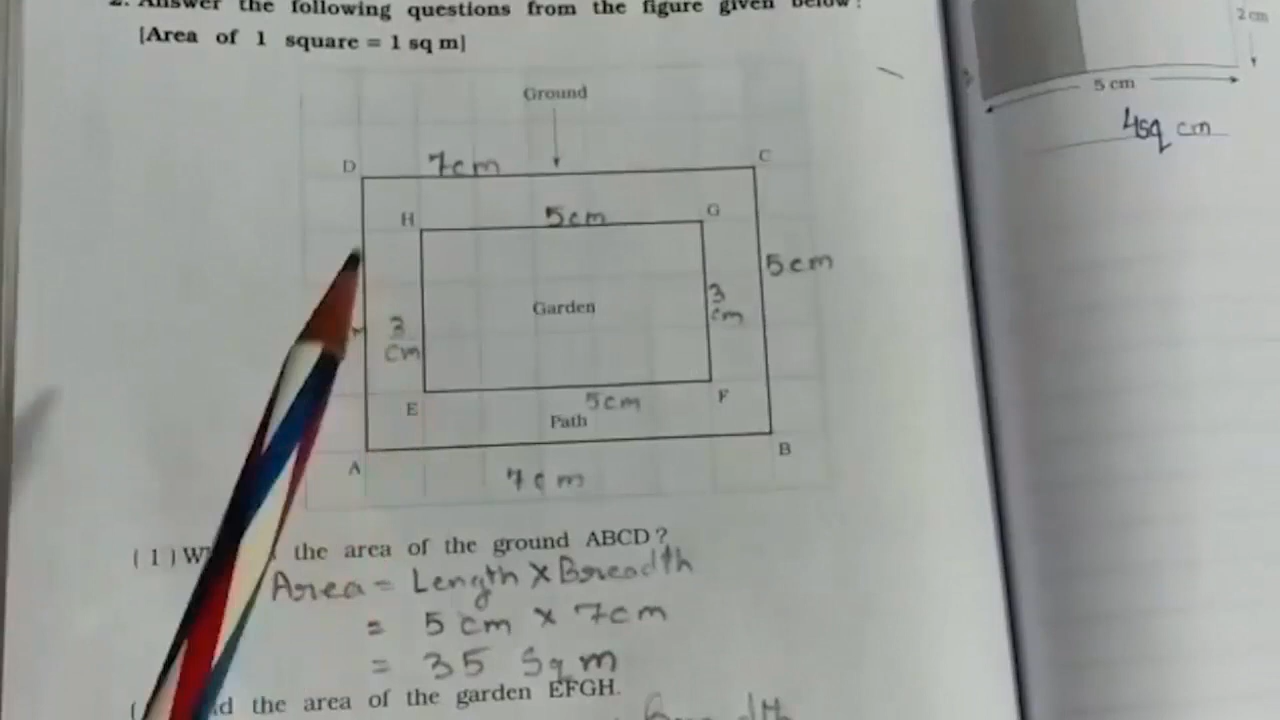 2. Answer the following questions from the figure given below :
[Area of 1 square = 1 sq m]
Ground
D
7cm
C
H
5cm
G
5cm
Garden
3
cm
3
cm
E
5cm
F
Path
A
B
7cm
(1) the area of the ground ABCD?
Area = Length × Breadth
= 5 cm × 7cm
= 35 Sq m
the area of the garden EFGH.
2 cm
5 cm
4sq cm